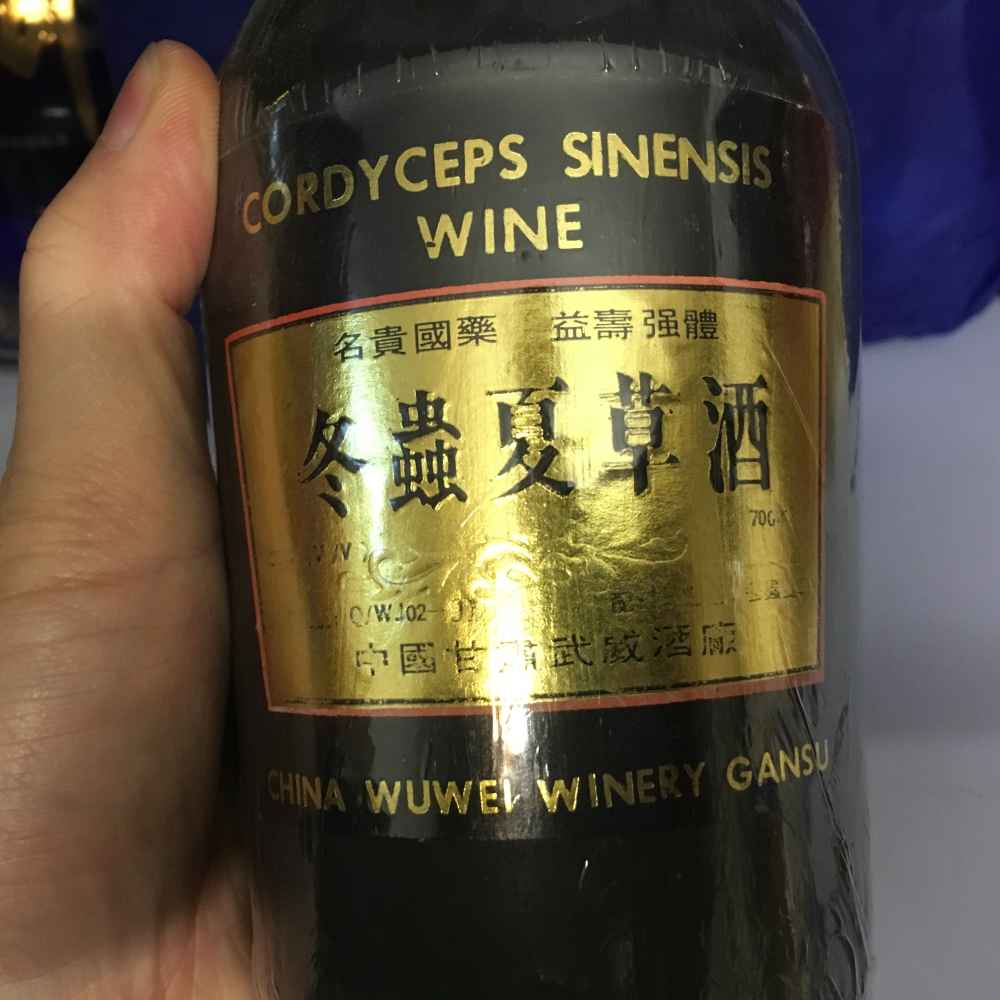 CORDYCEPS SINENSIS
WINE
名貴國藥 益壽强體
冬蟲夏草酒
Q/WJ02-
中國甘肅武威酒廠
CHINA WUWEI WINERY GANSU